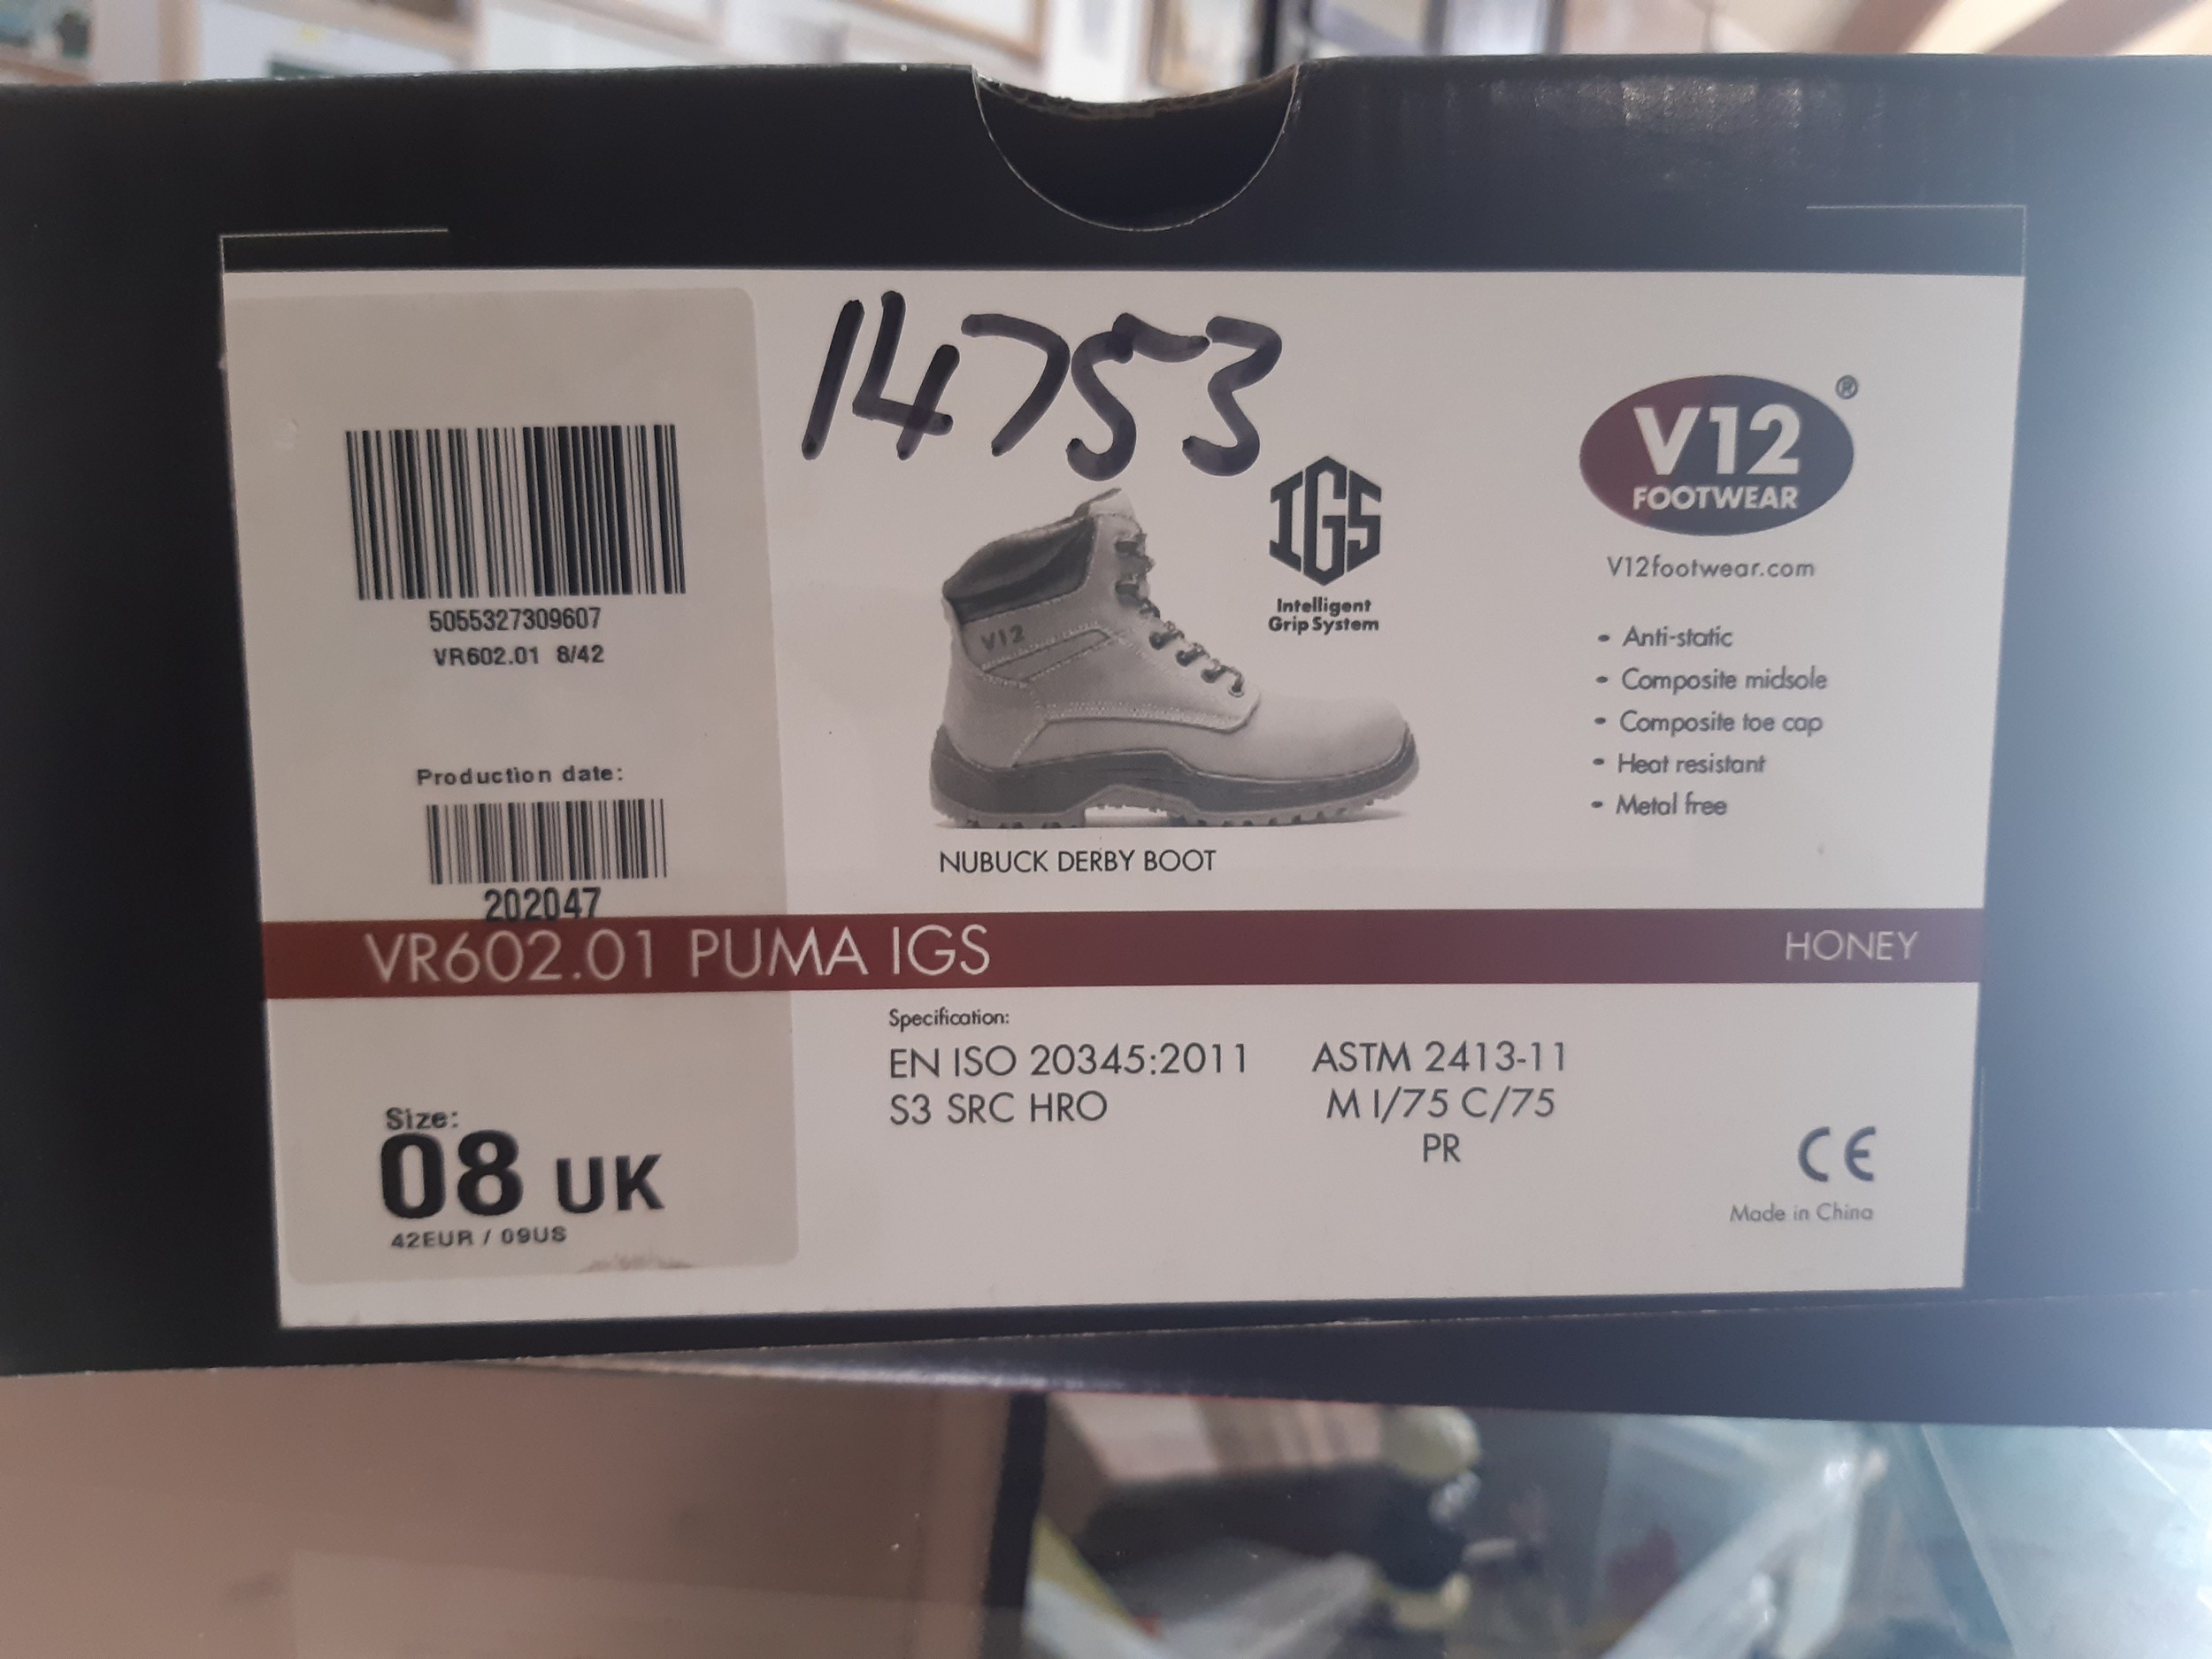 14753
5055327309607
VR602.01 8/42
Production date:
202047
V12
IGS
Intelligent
Grip System
NUBUCK DERBY BOOT
V12 ®
FOOTWEAR
V12footwear.com
• Anti-static
• Composite midsole
• Composite toe cap
• Heat resistant
• Metal free
VR602.01 PUMA IGS
HONEY
Size:
08 UK
42EUR / 09US
Specification:
EN ISO 20345:2011
S3 SRC HRO
ASTM 2413-11
M I/75 C/75
PR
CE
Made in China